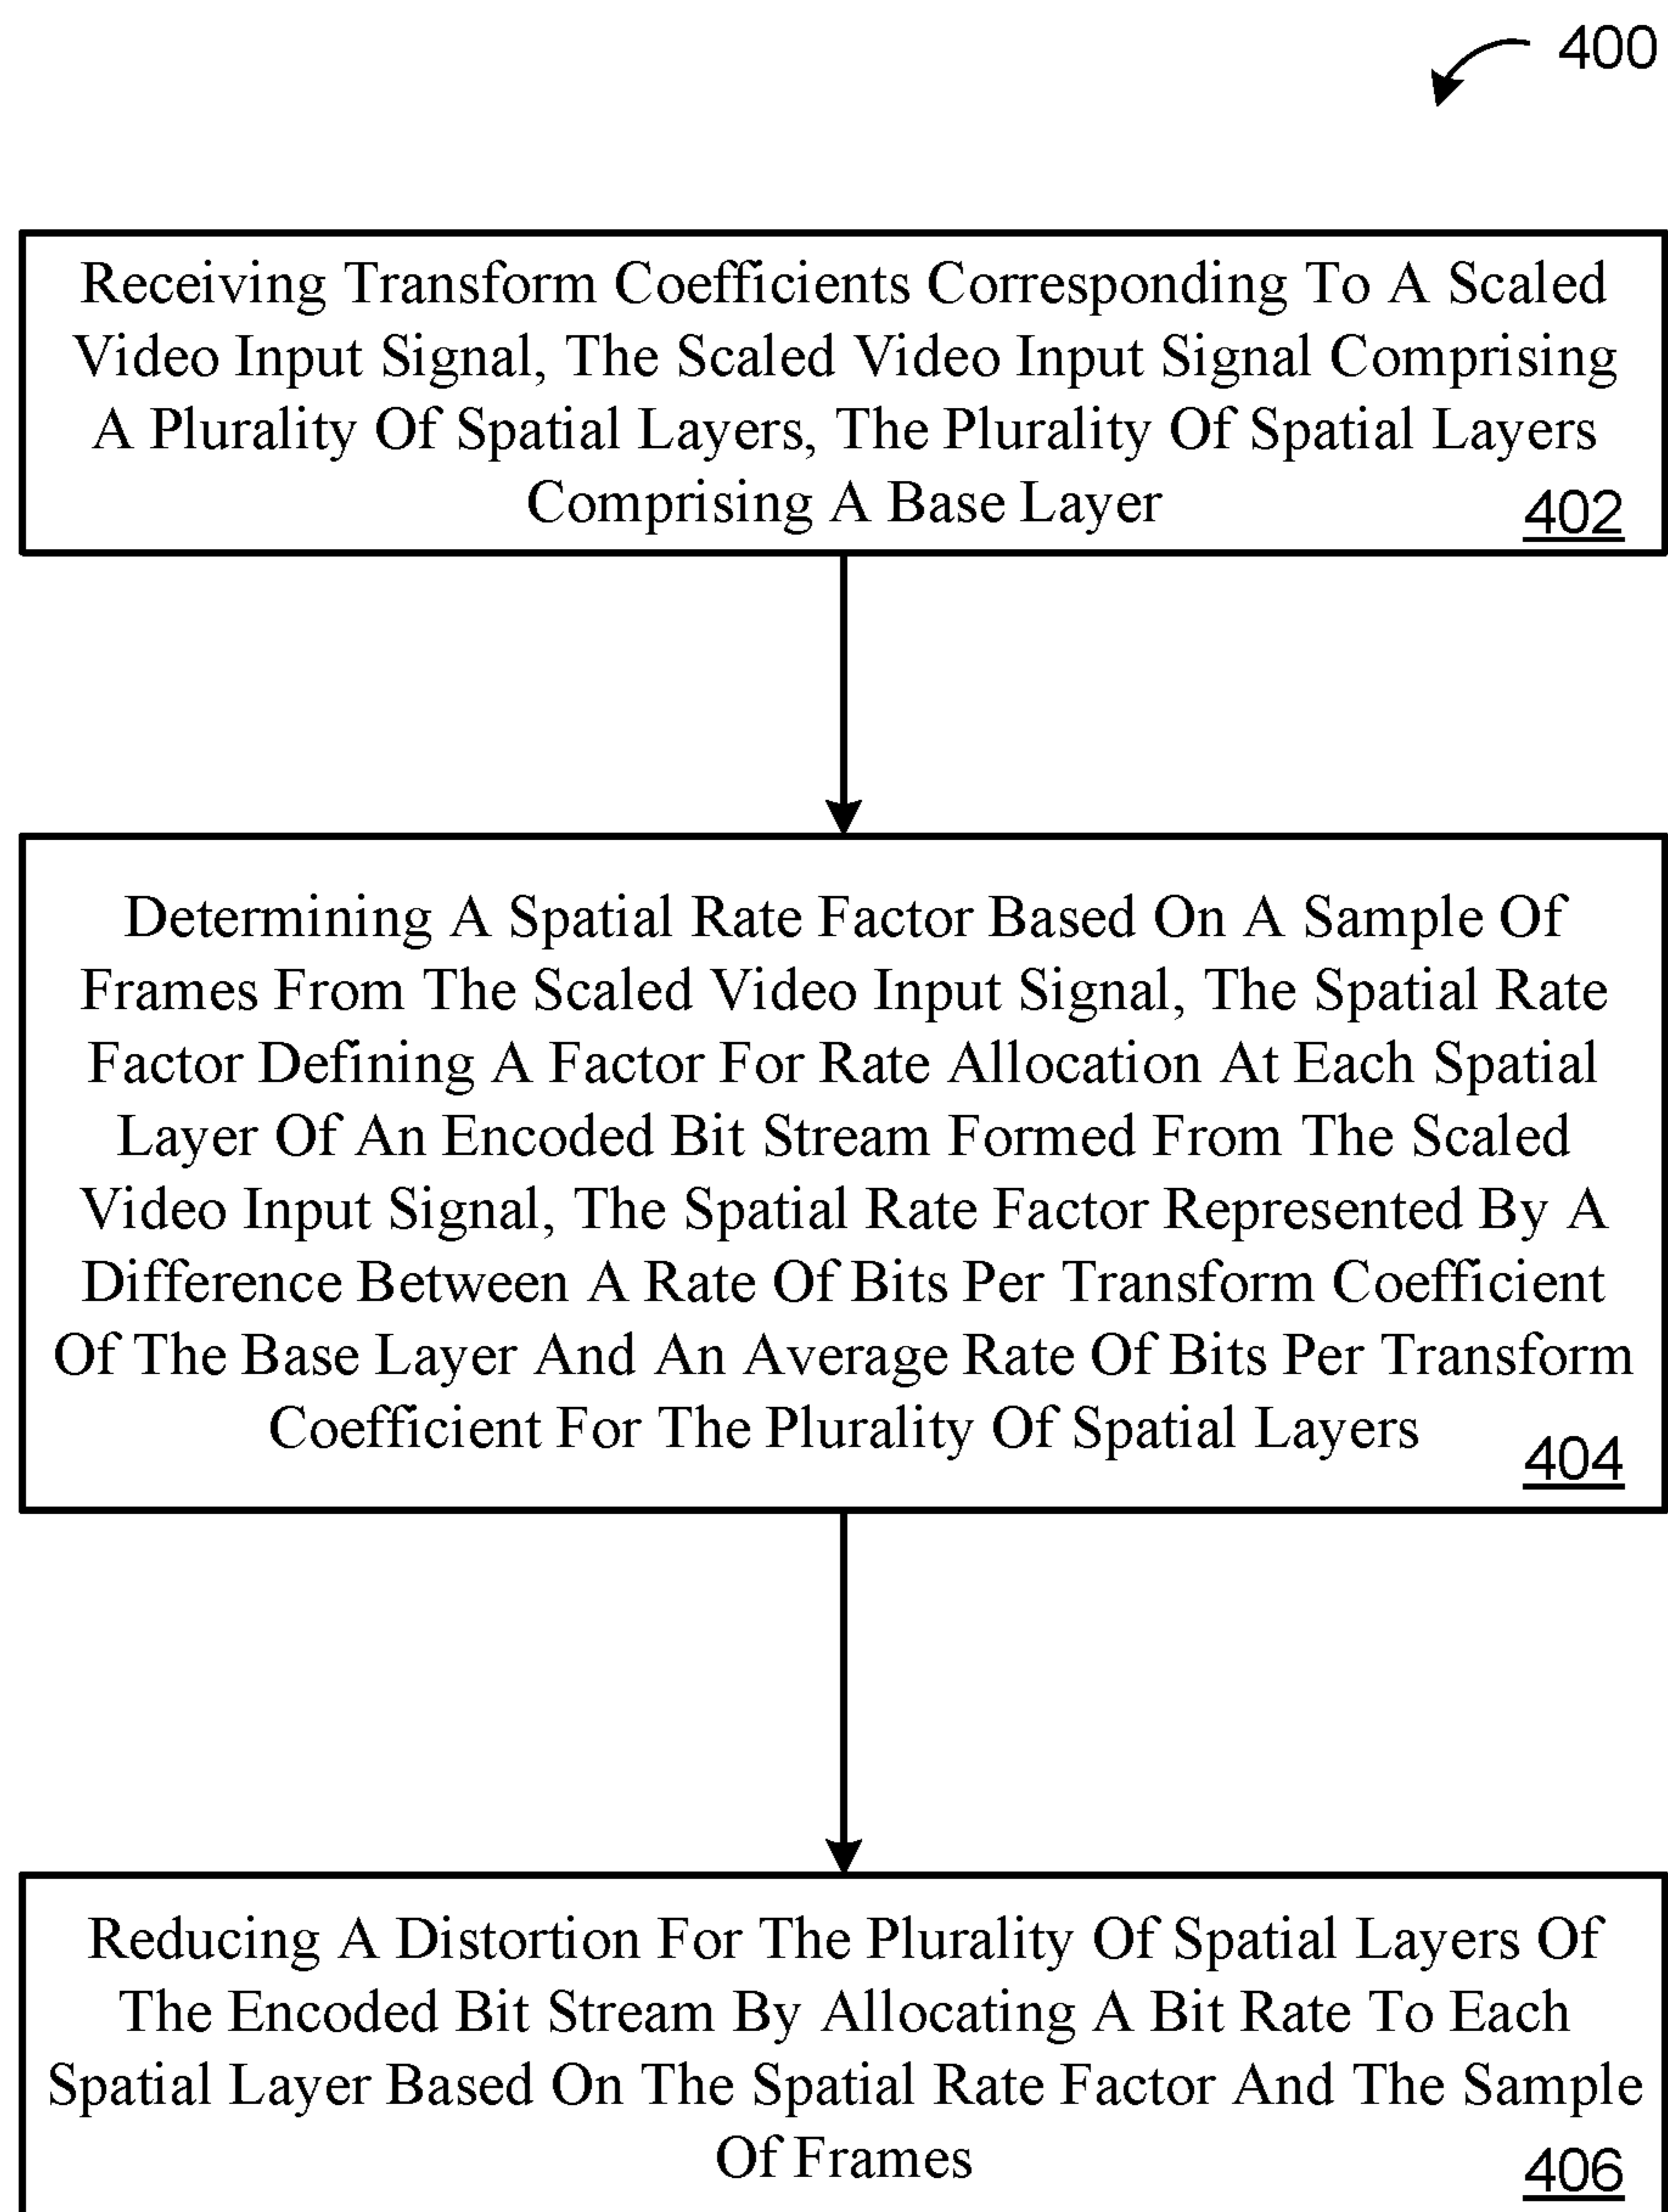 400
Receiving Transform Coefficients Corresponding To A Scaled
Video Input Signal, The Scaled Video Input Signal Comprising
A Plurality Of Spatial Layers, The Plurality Of Spatial Layers
Comprising A Base Layer
402
Determining A Spatial Rate Factor Based On A Sample Of
Frames From The Scaled Video Input Signal, The Spatial Rate
Factor Defining A Factor For Rate Allocation At Each Spatial
Layer Of An Encoded Bit Stream Formed From The Scaled
Video Input Signal, The Spatial Rate Factor Represented By A
Difference Between A Rate Of Bits Per Transform Coefficient
Of The Base Layer And An Average Rate Of Bits Per Transform
Coefficient For The Plurality Of Spatial Layers
404
Reducing A Distortion For The Plurality Of Spatial Layers Of
The Encoded Bit Stream By Allocating A Bit Rate To Each
Spatial Layer Based On The Spatial Rate Factor And The Sample
Of Frames
406